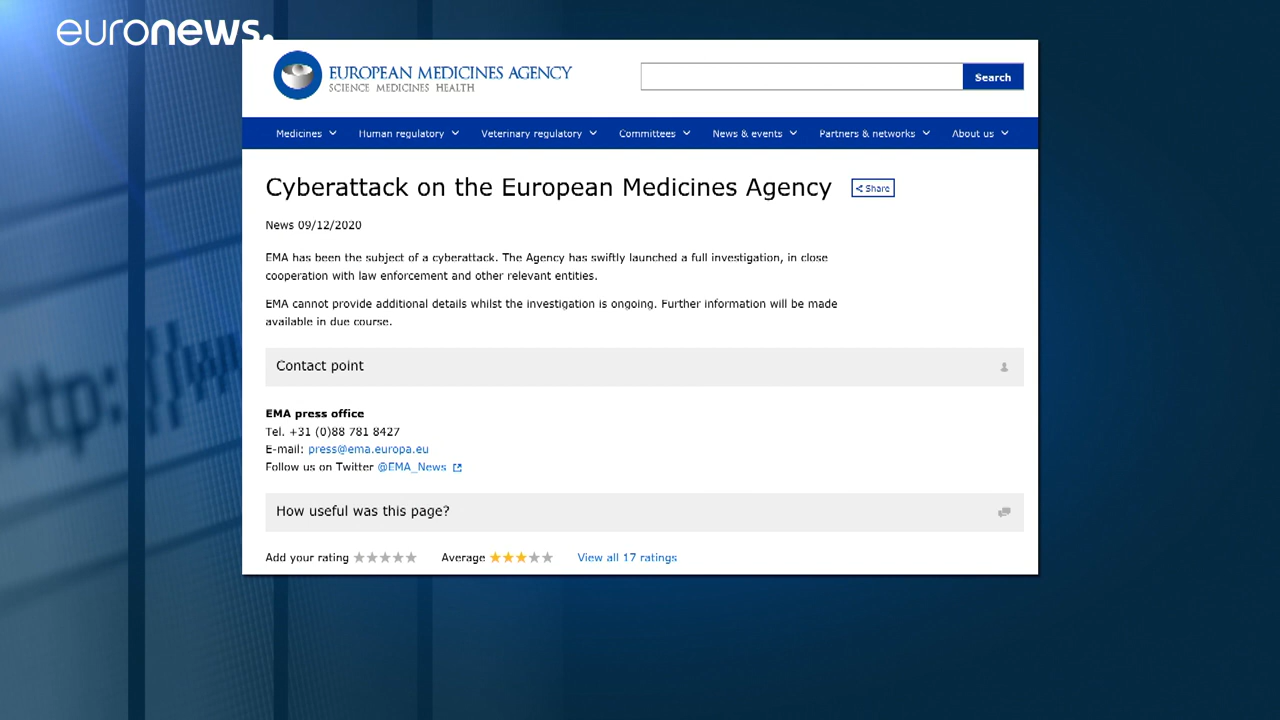 euronews.
EUROPEAN MEDICINES AGENCY
SCIENCE MEDICINES HEALTH
Search
Medicines Human regulatory Veterinary regulatory Committees News & events Partners & networks About us
Cyberattack on the European Medicines Agency Share
News 09/12/2020
EMA has been the subject of a cyberattack. The Agency has swiftly launched a full investigation, in close
cooperation with law enforcement and other relevant entities.
EMA cannot provide additional details whilst the investigation is ongoing. Further information will be made
available in due course.
Contact point
EMA press office
Tel. +31 (0)88 781 8427
E-mail: press@ema.europa.eu
Follow us on Twitter @EMA_News
How useful was this page?
Add your rating Average View all 17 ratings
http://